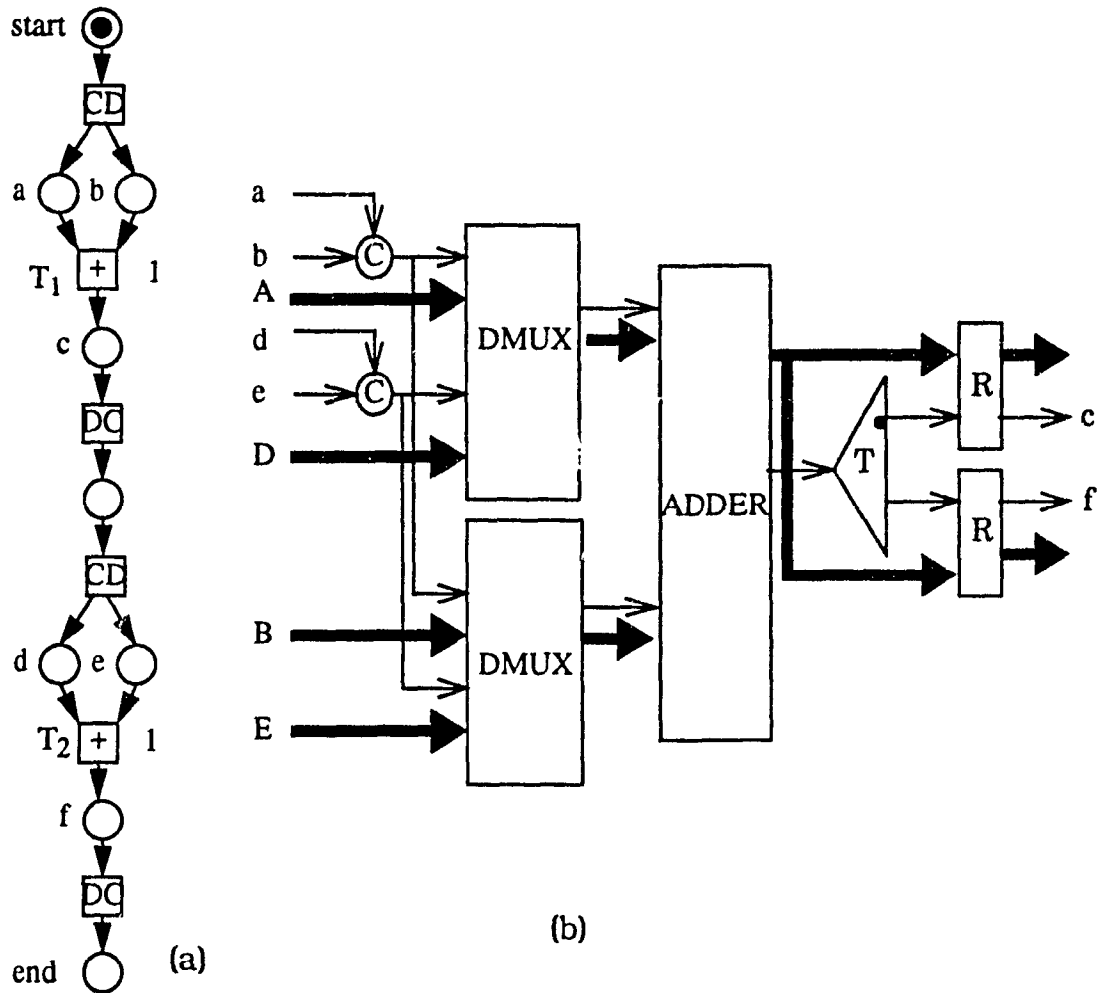 start
CD
a
b
T1
+
1
c
DC
CD
d
e
T2
+
1
f
DC
end
(a)
a
b
C
A
d
e
C
D
B
E
DMUX
DMUX
ADDER
T
R
c
R
f
(b)